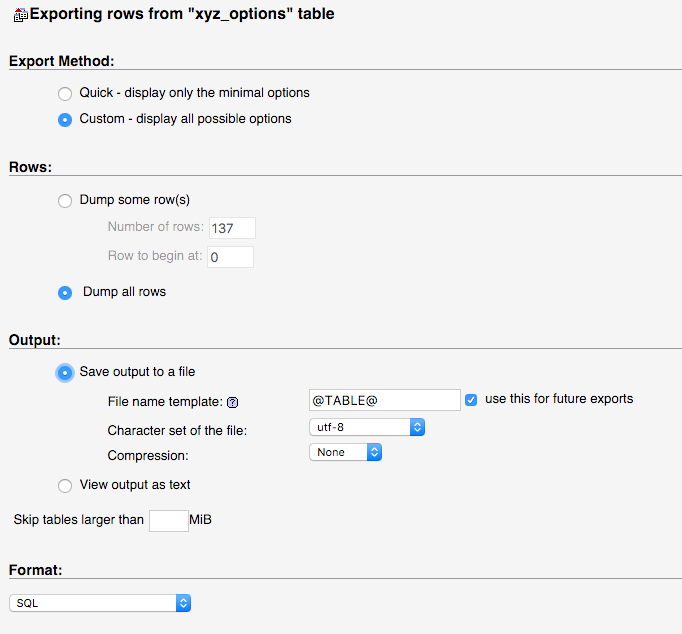 Exporting rows from "xyz_options" table
Export Method:
Quick - display only the minimal options
Custom - display all possible options
Rows:
Dump some row(s)
Number of rows: 137
Row to begin at: 0
Dump all rows
Output:
Save output to a file
File name template: @TABLE@ use this for future exports
Character set of the file: utf-8
Compression: None
View output as text
Skip tables larger than MiB
Format:
SQL